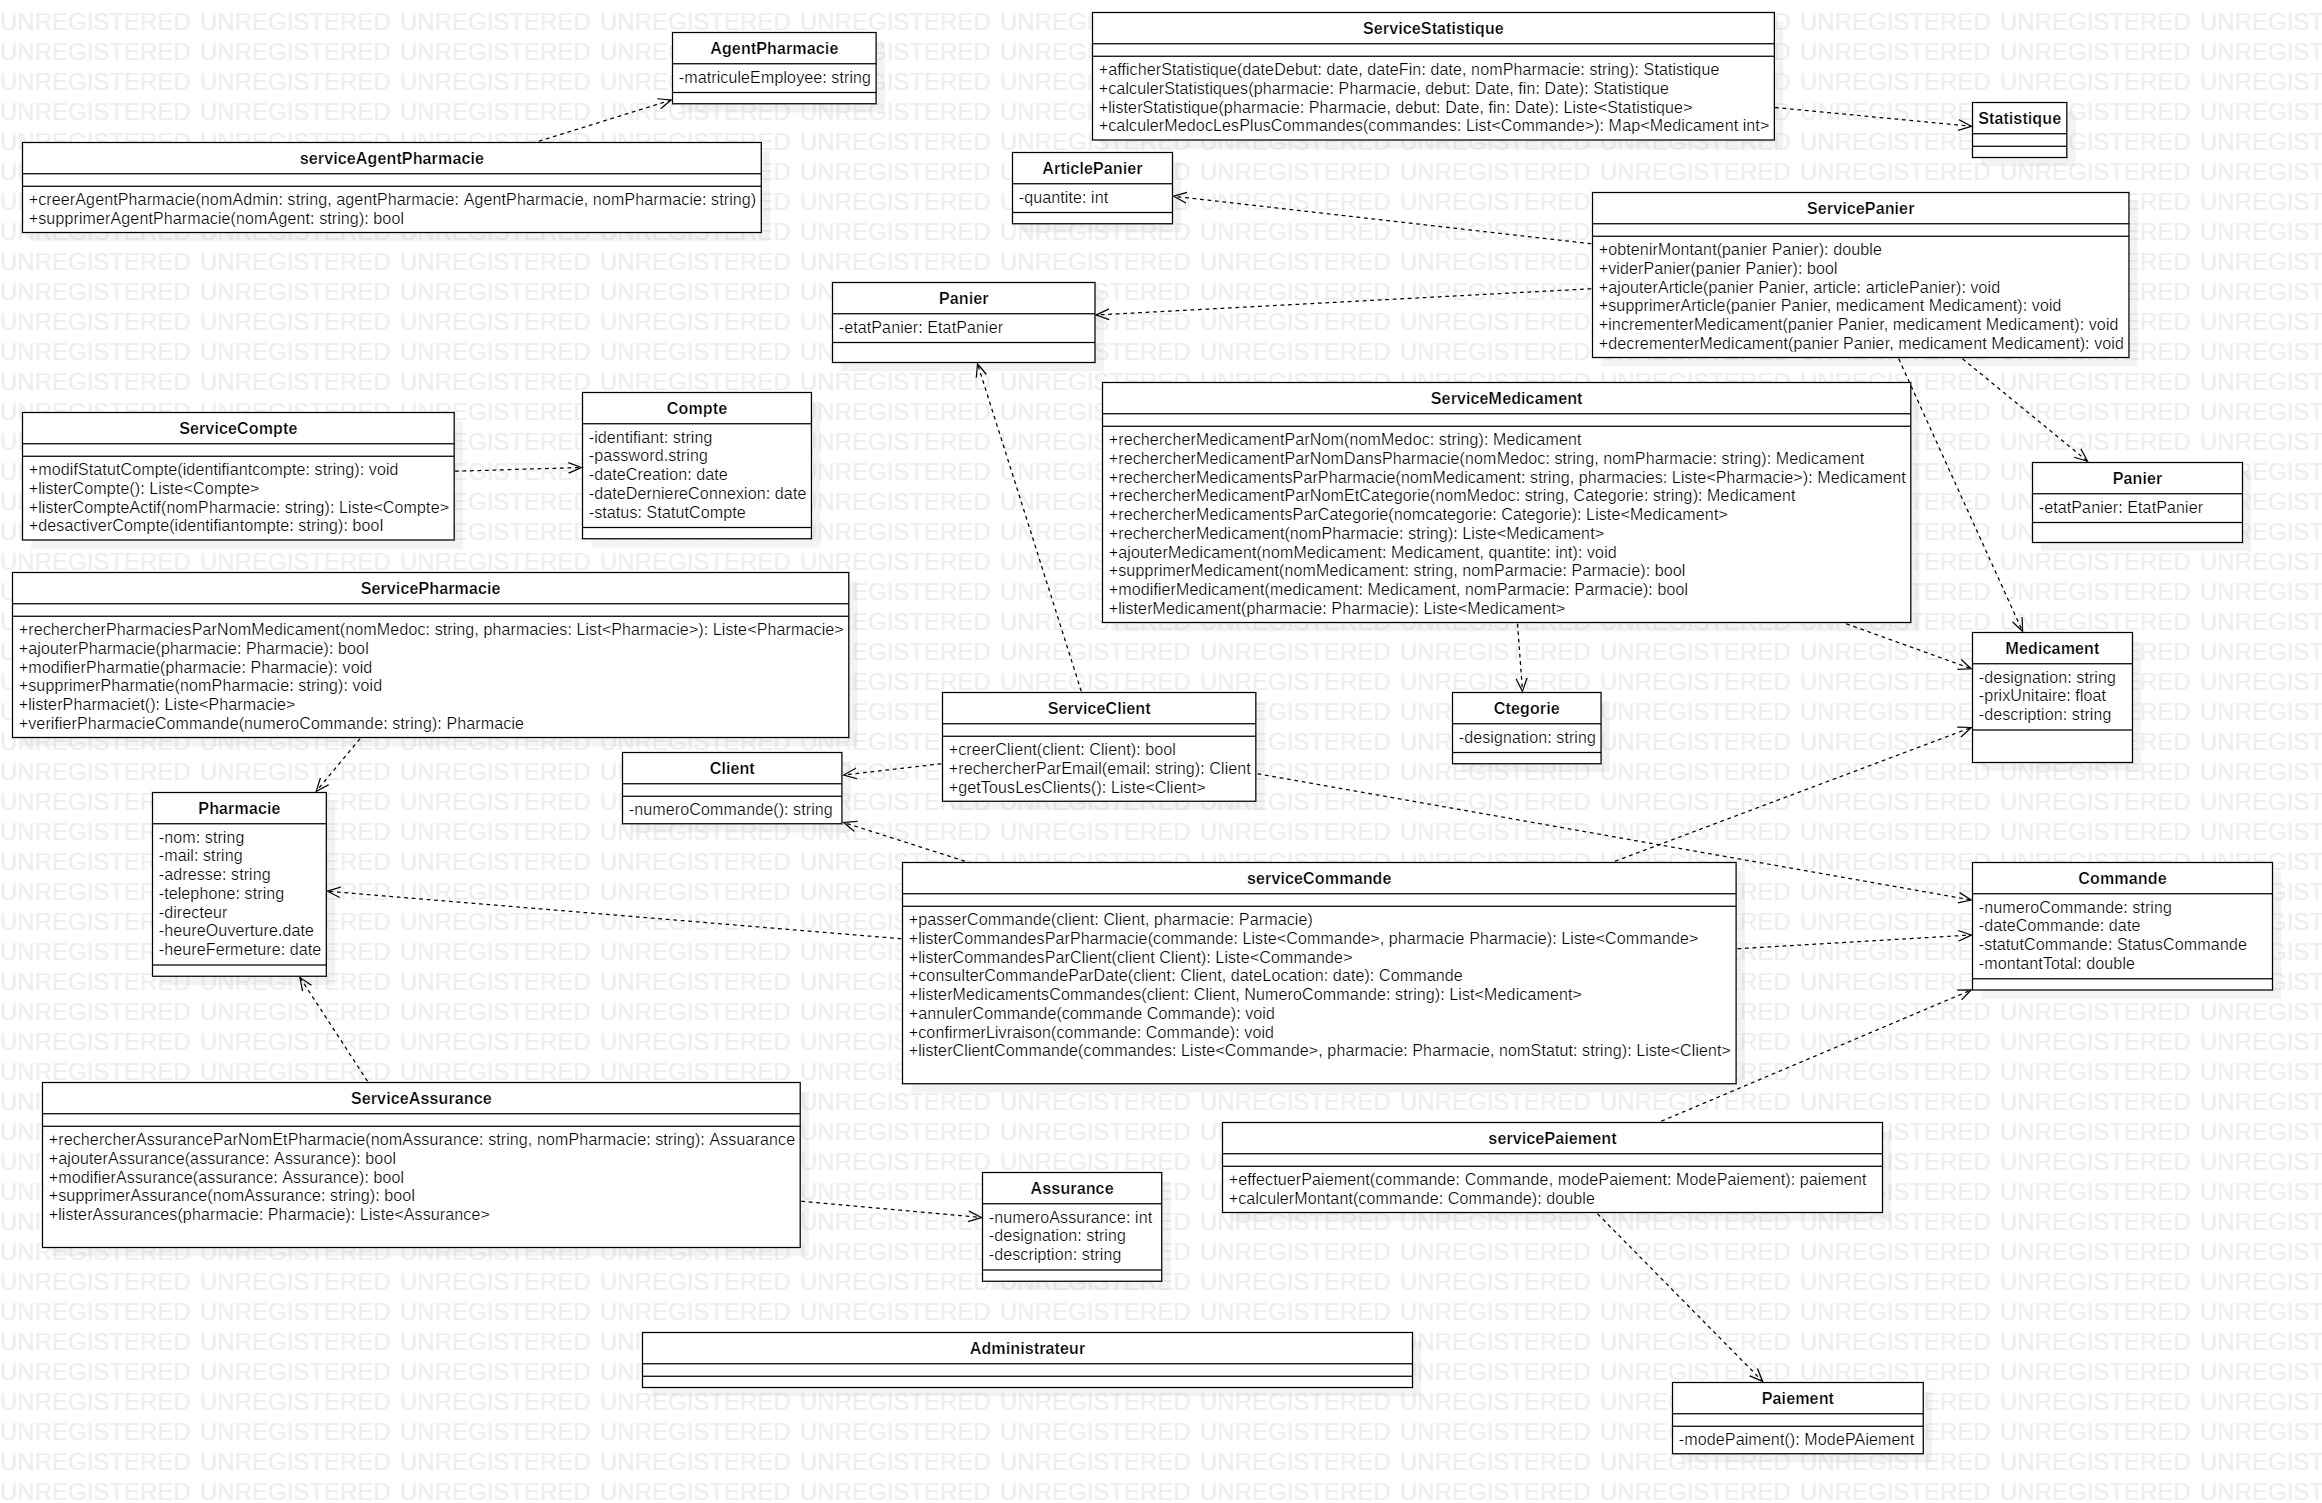 AgentPharmacie
-matriculeEmployee: string
ServiceStatistique
+afficherStatistique(dateDebut: date, dateFin: date, nomPharmacie: string): Statistique
+calculerStatistiques(pharmacie: Pharmacie, debut: Date, fin: Date): Statistique
+listerStatistique(pharmacie: Pharmacie, debut: Date, fin: Date): Liste<Statistique>
+calculerMedocLesPlusCommandes(commandes: List<Commande>): Map<Medicament int>
Statistique
serviceAgentPharmacie
+creerAgentPharmacie(nomAdmin: string, agentPharmacie: AgentPharmacie, nomPharmacie: string)
+supprimerAgentPharmacie(nomAgent: string): bool
ArticlePanier
-quantite: int
ServicePanier
+obtenirMontant(panier Panier): double
+viderPanier(panier Panier): bool
+ajouterArticle(panier Panier, article: articlePanier): void
+supprimerArticle(panier Panier, medicament Medicament): void
+incrementerMedicament(panier Panier, medicament Medicament): void
+decrementerMedicament(panier Panier, medicament Medicament): void
Panier
-etatPanier: EtatPanier
ServiceCompte
+modifStatutCompte(identifiantcompte: string): void
+listerCompte(): Liste<Compte>
+listerCompteActif(nomPharmacie: string): Liste<Compte>
+desactiverCompte(identifiantompte: string): bool
Compte
-identifiant: string
-password.string
-dateCreation: date
-dateDerniereConnexion: date
-status: StatutCompte
ServiceMedicament
+rechercherMedicamentParNom(nomMedoc: string): Medicament
+rechercherMedicamentParNomDansPharmacie(nomMedoc: string, nomPharmacie: string): Medicament
+rechercherMedicamentsParPharmacie(nomMedicament: string, pharmacies: Liste<Pharmacie>): Medicament
+rechercherMedicamentParNomEtCategorie(nomMedoc: string, Categorie: string): Medicament
+rechercherMedicamentsParCategorie(nomcategorie: Categorie): Liste<Medicament>
+rechercherMedicament(nomPharmacie: string): Liste<Medicament>
+ajouterMedicament(nomMedicament: Medicament, quantite: int): void
+supprimerMedicament(nomMedicament: string, nomParmacie: Parmacie): bool
+modifierMedicament(medicament: Medicament, nomParmacie: Parmacie): bool
+listerMedicament(pharmacie: Pharmacie): Liste<Medicament>
Panier
-etatPanier: EtatPanier
ServicePharmacie
+rechercherPharmaciesParNomMedicament(nomMedoc: string, pharmacies: List<Pharmacie>): Liste<Pharmacie>
+ajouterPharmacie(pharmacie: Pharmacie): bool
+modifierPharmatie(pharmacie: Pharmacie): void
+supprimerPharmatie(nomPharmacie: string): void
+listerPharmaciet(): Liste<Pharmacie>
+verifierPharmacieCommande(numeroCommande: string): Pharmacie
Medicament
-designation: string
-prixUnitaire: float
-description: string
ServiceClient
+creerClient(client: Client): bool
+rechercherParEmail(email: string): Client
+getTousLesClients(): Liste<Client>
Ctegorie
-designation: string
Client
-numeroCommande(): string
Pharmacie
-nom: string
-mail: string
-adresse: string
-telephone: string
-directeur
-heureOuverture.date
-heureFermeture: date
serviceCommande
+passerCommande(client: Client, pharmacie: Parmacie)
+listerCommandesParPharmacie(commande: Liste<Commande>, pharmacie Pharmacie): Liste<Commande>
+listerCommandesParClient(client Client): Liste<Commande>
+consulterCommandeParDate(client: Client, dateLocation: date): Commande
+listerMedicamentsCommandes(client: Client, NumeroCommande: string): List<Medicament>
+annulerCommande(commande Commande): void
+confirmerLivraison(commande: Commande): void
+listerClientCommande(commandes: Liste<Commande>, pharmacie: Pharmacie, nomStatut: string): Liste<Client>
Commande
-numeroCommande: string
-dateCommande: date
-statutCommande: StatusCommande
-montantTotal: double
ServiceAssurance
+rechercherAssuranceParNomEtPharmacie(nomAssurance: string, nomPharmacie: string): Assuarance
+ajouterAssurance(assurance: Assurance): bool
+modifierAssurance(assurance: Assurance): bool
+supprimerAssurance(nomAssurance: string): bool
+listerAssurances(pharmacie: Pharmacie): Liste<Assurance>
servicePaiement
+effectuerPaiement(commande: Commande, modePaiement: ModePaiement): paiement
+calculerMontant(commande: Commande): double
Assurance
-numeroAssurance: int
-designation: string
-description: string
Administrateur
Paiement
-modePaiment(): ModePAiement